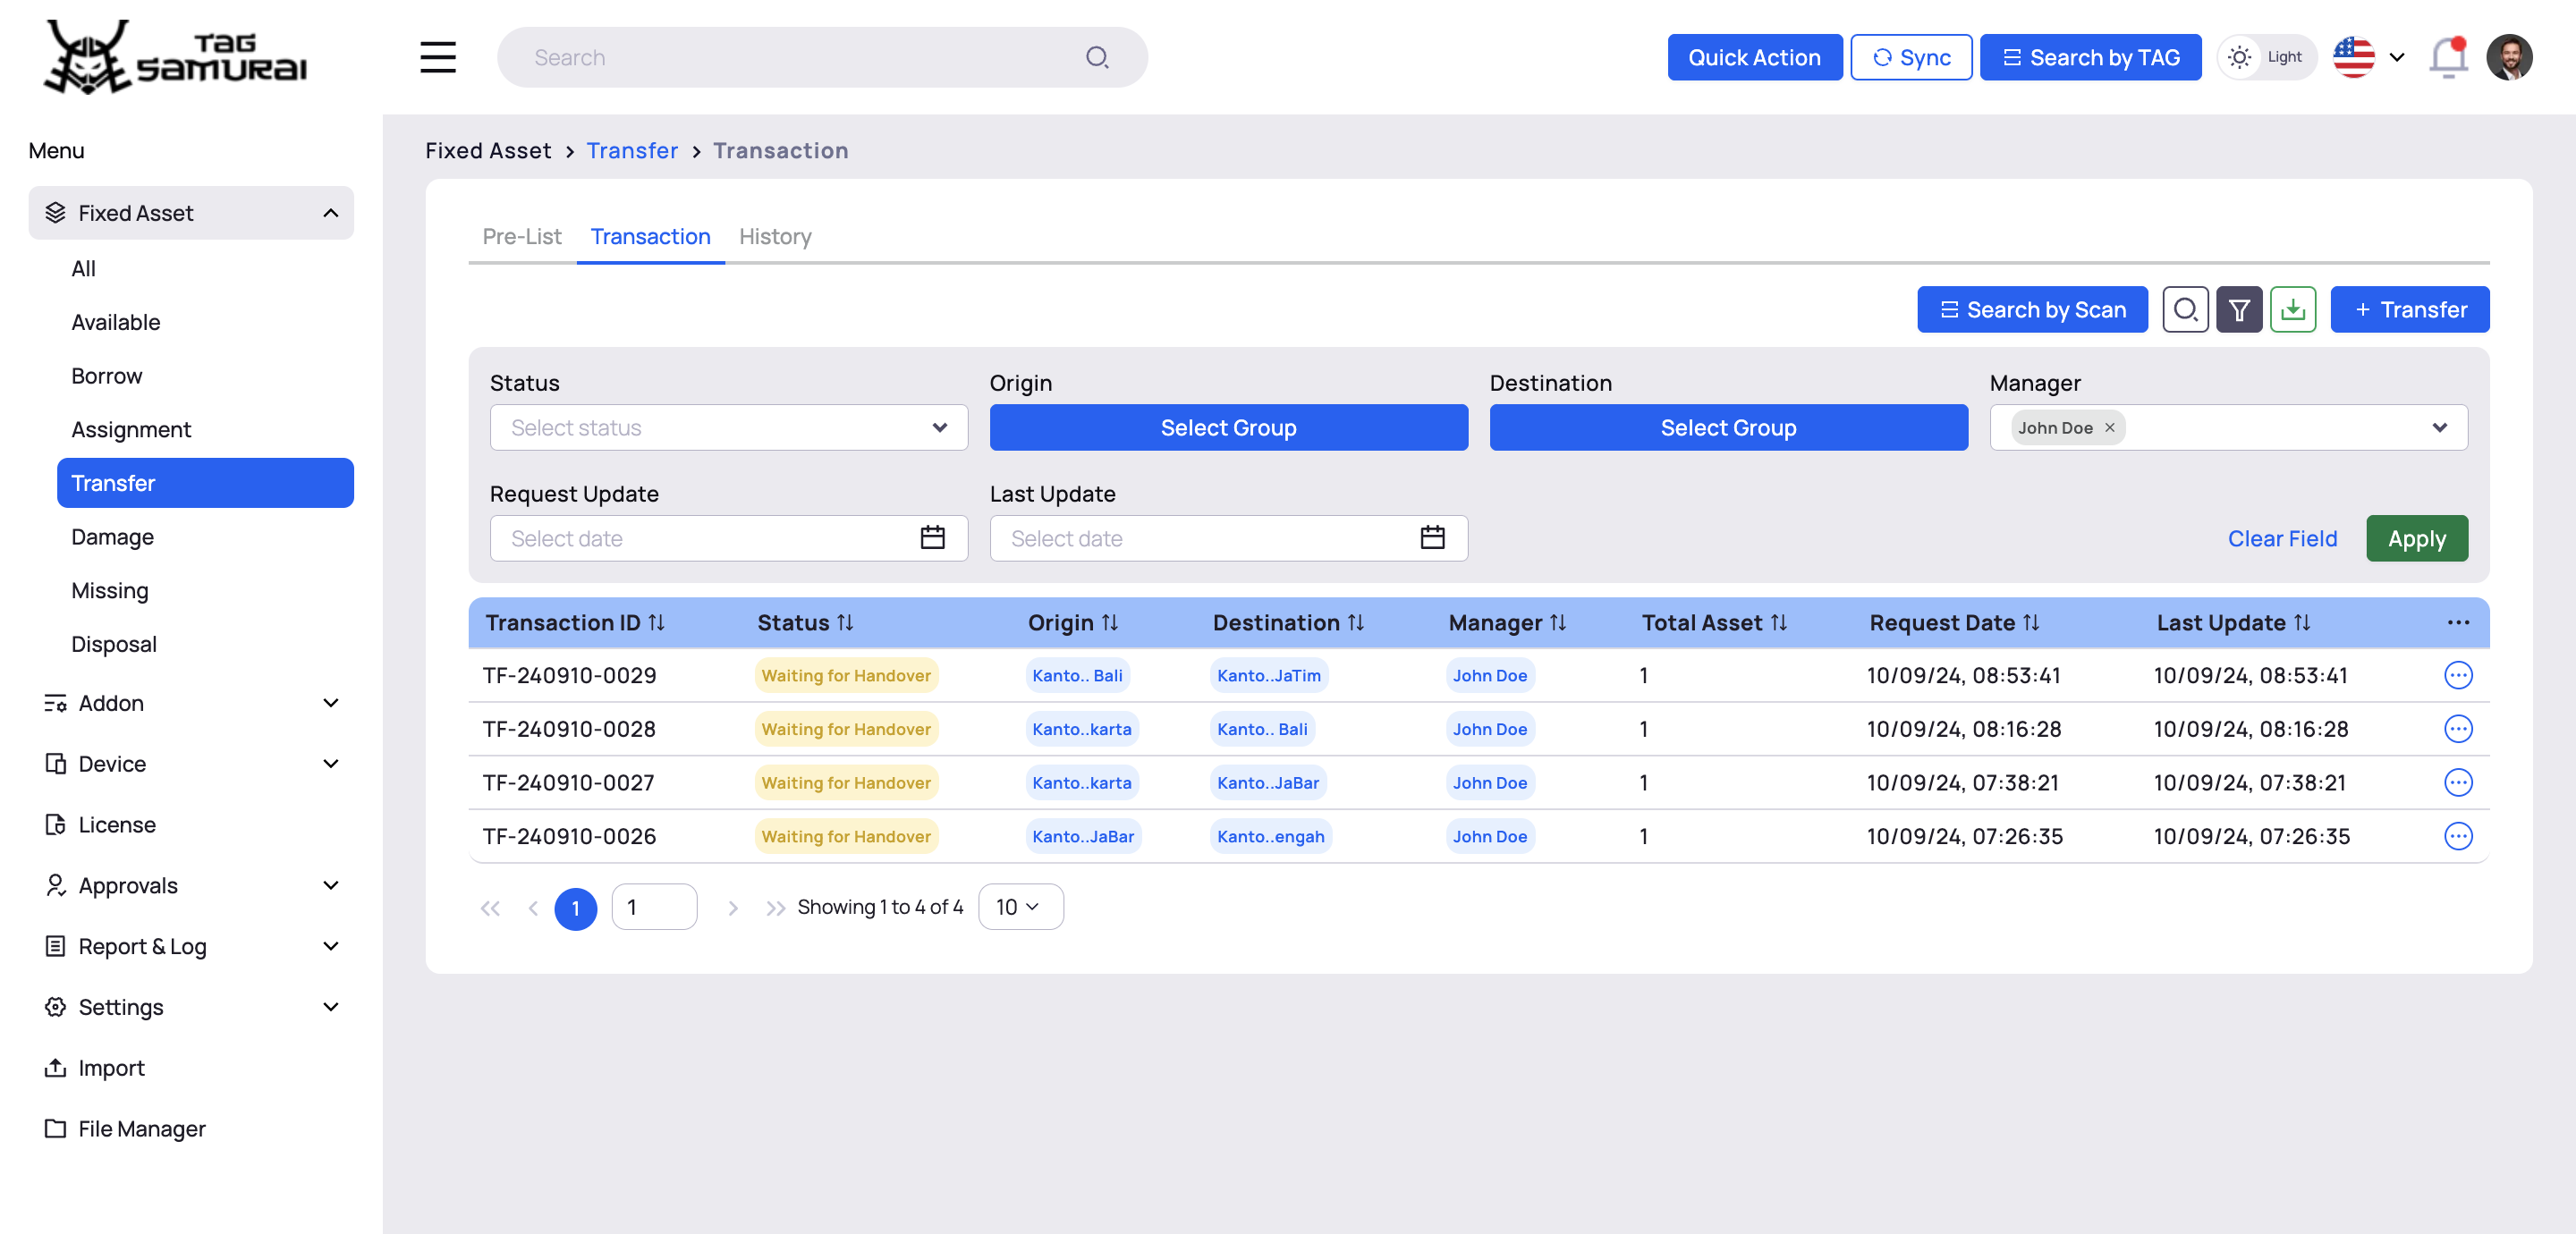 TAG SAMURAI
Search
Quick Action
Sync
Search by TAG
Light
Menu
Fixed Asset
All
Available
Borrow
Assignment
Transfer
Damage
Missing
Disposal
Addon
Device
License
Approvals
Report & Log
Settings
Import
File Manager
Fixed Asset > Transfer > Transaction
Pre-List Transaction History
Search by Scan
+ Transfer
Status Origin Destination Manager
Select status Select Group Select Group John Doe ×
Request Update Last Update
Select date Select date Clear Field Apply
Transaction ID Status Origin Destination Manager Total Asset Request Date Last Update ...
TF-240910-0029 Waiting for Handover Kanto.. Bali Kanto..JaTim John Doe 1 10/09/24, 08:53:41 10/09/24, 08:53:41
TF-240910-0028 Waiting for Handover Kanto..karta Kanto.. Bali John Doe 1 10/09/24, 08:16:28 10/09/24, 08:16:28
TF-240910-0027 Waiting for Handover Kanto..karta Kanto..JaBar John Doe 1 10/09/24, 07:38:21 10/09/24, 07:38:21
TF-240910-0026 Waiting for Handover Kanto..JaBar Kanto..engah John Doe 1 10/09/24, 07:26:35 10/09/24, 07:26:35
1 1 Showing 1 to 4 of 4 10